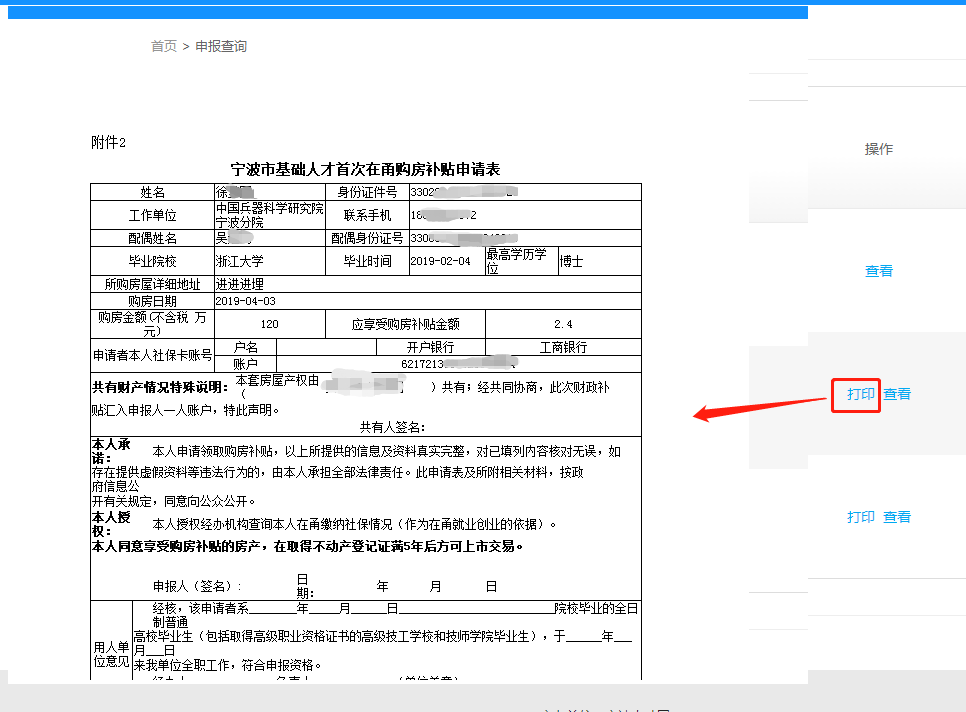 首页 > 申报查询
附件2
宁波市基础人才首次在甬购房补贴申请表
操作
姓名 徐 身份证件号 33020
工作单位 中国兵器科学研究院宁波分院 联系手机 18
配偶姓名 吴 配偶身份证号 3306
毕业院校 浙江大学 毕业时间 2019-02-04 最高学历学位 博士
所购房屋详细地址 进进进埋
查看
购房日期 2019-04-03
购房金额(不含税 万元) 120 应享受购房补贴金额 2.4
申请者本人社保卡账号 户名 开户银行 工商银行
账户 6217213
共有财产情况特殊说明: 本套房屋产权由( )共有;经共同协商,此次财政补
打印 查看
贴汇入申报人一人账户,特此声明。
共有人签名:
本人承诺: 本人申请领取购房补贴,以上所提供的信息及资料真实完整,对已填列内容核对无误,如
存在提供虚假资料等违法行为的,由本人承担全部法律责任。此申请表及所附相关材料,按政
府信息公
开有关规定,同意向公众公开。
本人授权: 本人授权经办机构查询本人在甬缴纳社保情况(作为在甬就业创业的依据)。
打印 查看
本人同意享受购房补贴的房产,在取得不动产登记证满5年后方可上市交易。
申报人(签名): 日期: 年 月 日
用人单位意见 经核,该申请者系_______年____月____日______________________院校毕业的全日
制普通
高校毕业生(包括取得高级职业资格证书的高级技工学校和技师学院毕业生),于_____年___
月___日
来我单位全职工作,符合申报资格。